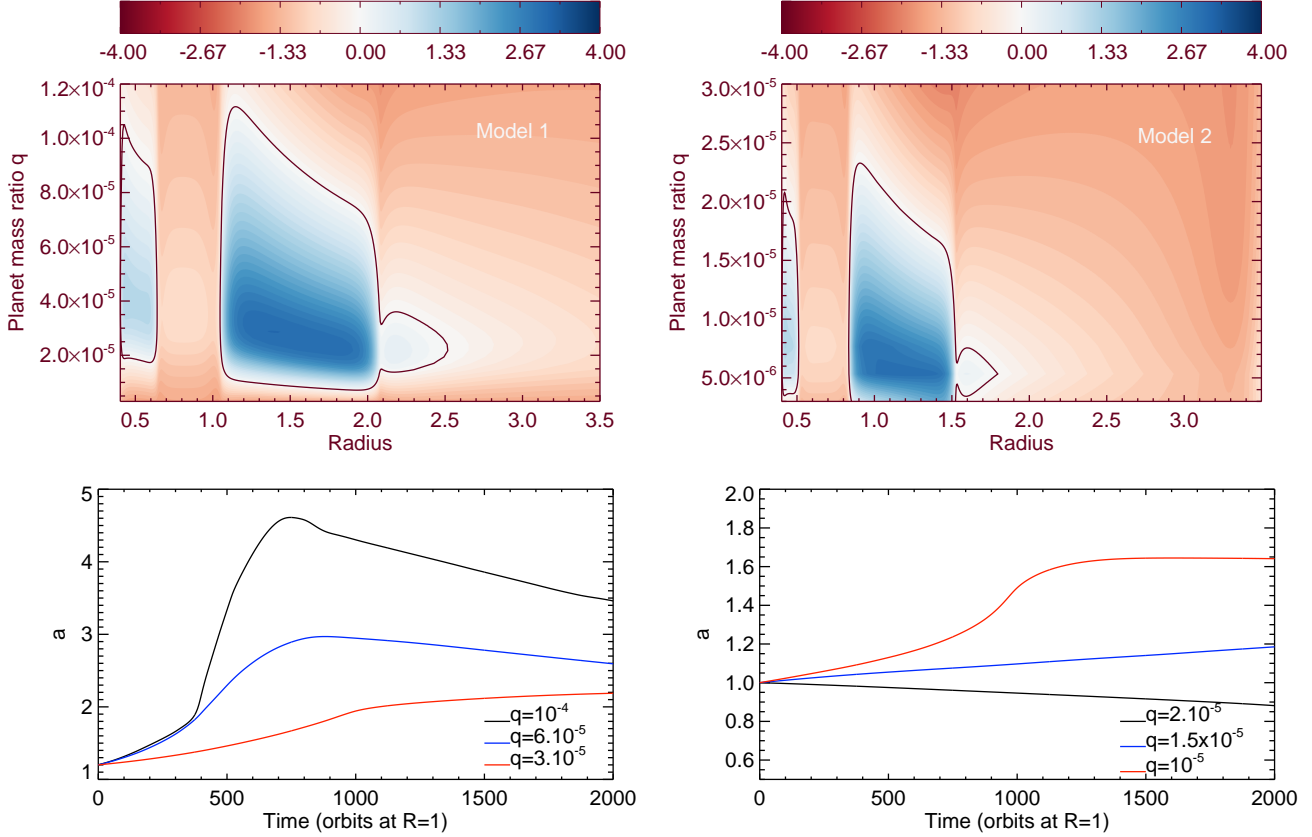 -4.00 -2.67 -1.33 0.00 1.33 2.67 4.00
1.2×10⁻⁴
1.0×10⁻⁴
8.0×10⁻⁵
6.0×10⁻⁵
4.0×10⁻⁵
2.0×10⁻⁵
Planet mass ratio q
Model 1
0.5 1.0 1.5 2.0 2.5 3.0 3.5
Radius
-4.00 -2.67 -1.33 0.00 1.33 2.67 4.00
3.0×10⁻⁵
2.5×10⁻⁵
2.0×10⁻⁵
1.5×10⁻⁵
1.0×10⁻⁵
5.0×10⁻⁶
Planet mass ratio q
Model 2
0.5 1.0 1.5 2.0 2.5 3.0
Radius
5
4
3
2
1
a
q=10⁻⁴
q=6.10⁻⁵
q=3.10⁻⁵
0 500 1000 1500 2000
Time (orbits at R=1)
2.0
1.8
1.6
1.4
1.2
1.0
0.8
0.6
a
q=2.10⁻⁵
q=1.5x10⁻⁵
q=10⁻⁵
0 500 1000 1500 2000
Time (orbits at R=1)